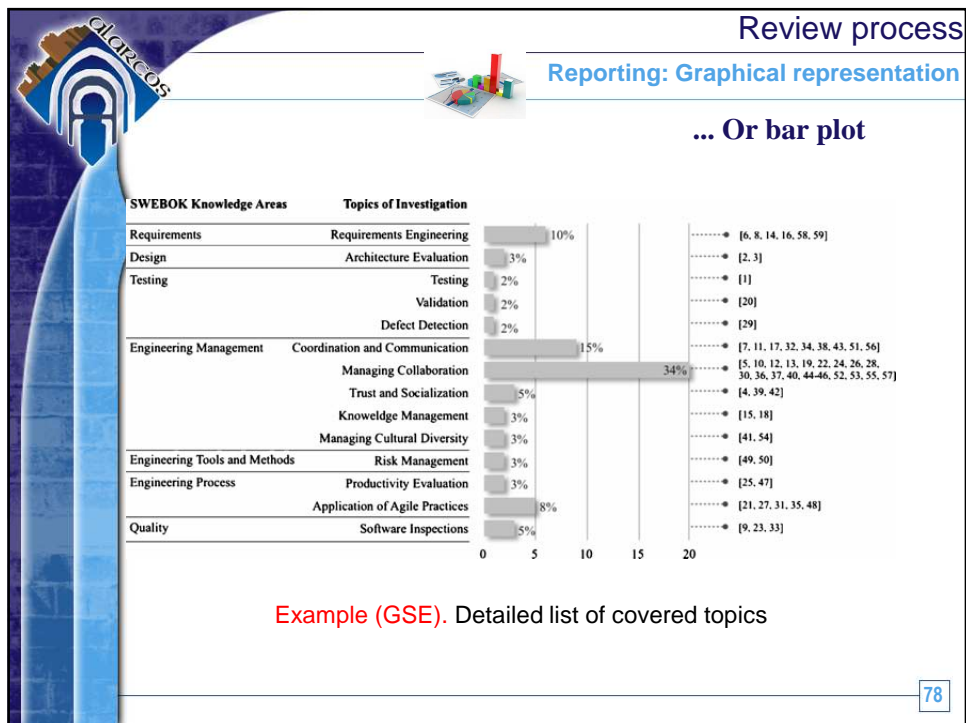 alarcos
Review process
Reporting: Graphical representation
... Or bar plot
SWEBOK Knowledge Areas Topics of Investigation
Requirements Requirements Engineering 10% [6, 8, 14, 16, 58, 59]
Design Architecture Evaluation 3% [2, 3]
Testing Testing 2% [1]
Validation 2% [20]
Defect Detection 2% [29]
Engineering Management Coordination and Communication 15% [7, 11, 17, 32, 34, 38, 43, 51, 56]
Managing Collaboration 34% [5, 10, 12, 13, 19, 22, 24, 26, 28,
30, 36, 37, 40, 44-46, 52, 53, 55, 57]
Trust and Socialization 5% [4, 39, 42]
Knoweldge Management 3% [15, 18]
Managing Cultural Diversity 3% [41, 54]
Engineering Tools and Methods Risk Management 3% [49, 50]
Engineering Process Productivity Evaluation 3% [25, 47]
Application of Agile Practices 8% [21, 27, 31, 35, 48]
Quality Software Inspections 5% [9, 23, 33]
0 5 10 15 20
Example (GSE). Detailed list of covered topics
78